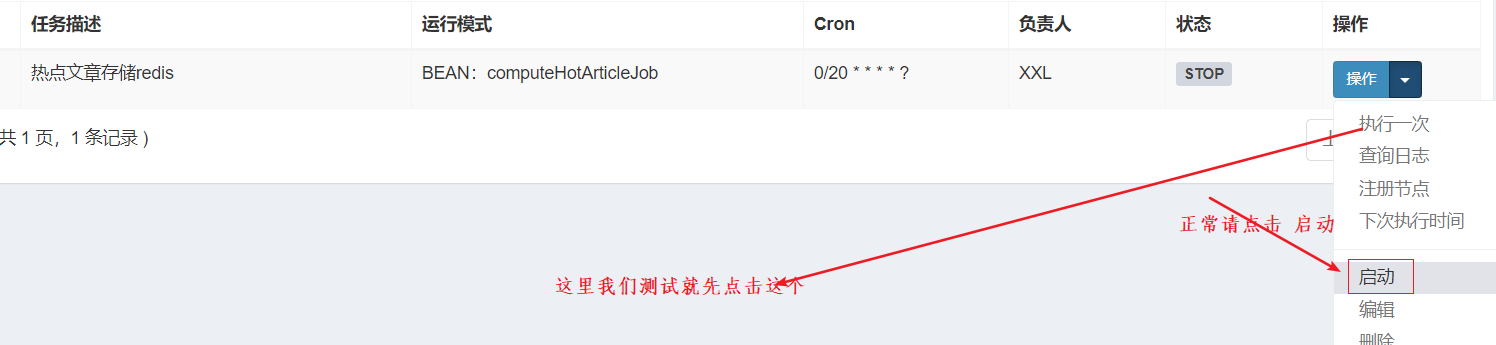 任务描述 运行模式 Cron 负责人 状态 操作
热点文章存储redis BEAN：computeHotArticleJob 0/20 * * * * ? XXL STOP 操作
共 1 页，1 条记录 )
上
执行一次
查询日志
注册节点
下次执行时间
正常请点击 启动
启动
这里我们测试就先点击这个
编辑
删除